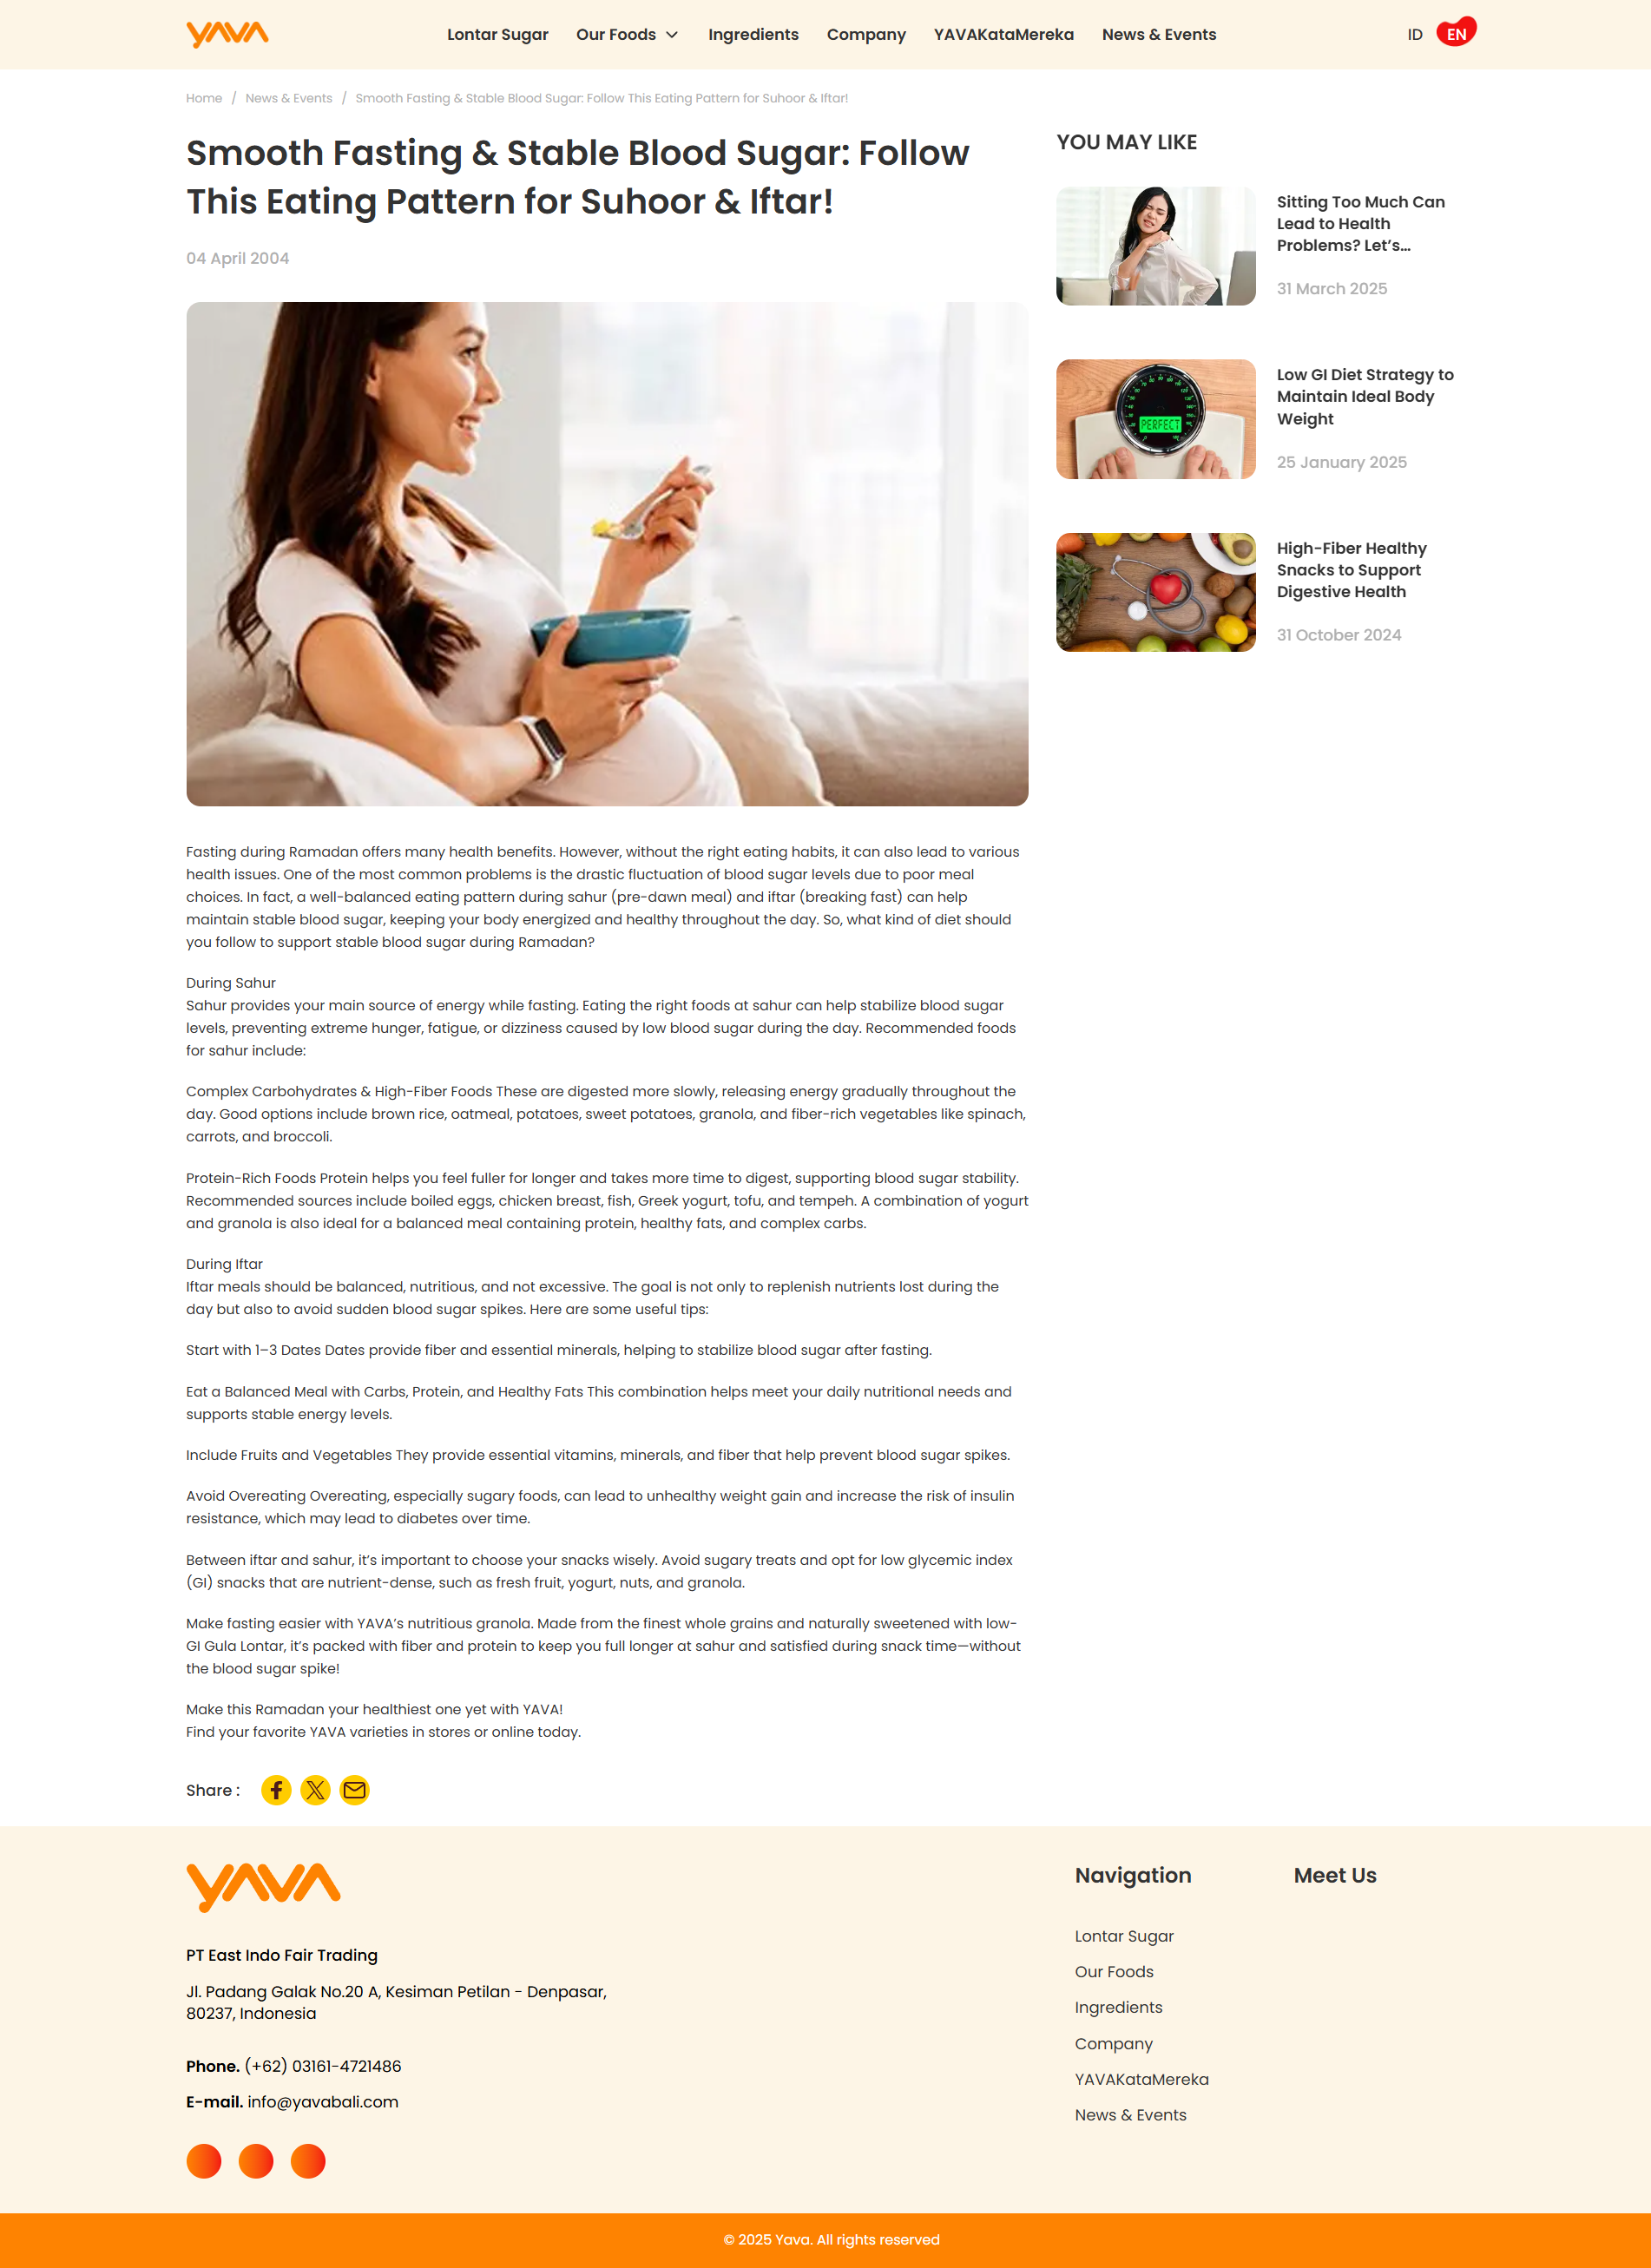 YAVA
Lontar Sugar
Our Foods
Ingredients
Company
YAVAKataMereka
News & Events
ID
EN
Home / News & Events / Smooth Fasting & Stable Blood Sugar: Follow This Eating Pattern for Suhoor & Iftar!
Smooth Fasting & Stable Blood Sugar: Follow
This Eating Pattern for Suhoor & Iftar!
04 April 2004
YOU MAY LIKE
Sitting Too Much Can
Lead to Health
Problems? Let’s...
31 March 2025
PERFECT
Low GI Diet Strategy to
Maintain Ideal Body
Weight
25 January 2025
High-Fiber Healthy
Snacks to Support
Digestive Health
31 October 2024
Fasting during Ramadan offers many health benefits. However, without the right eating habits, it can also lead to various
health issues. One of the most common problems is the drastic fluctuation of blood sugar levels due to poor meal
choices. In fact, a well-balanced eating pattern during sahur (pre-dawn meal) and iftar (breaking fast) can help
maintain stable blood sugar, keeping your body energized and healthy throughout the day. So, what kind of diet should
you follow to support stable blood sugar during Ramadan?
During Sahur
Sahur provides your main source of energy while fasting. Eating the right foods at sahur can help stabilize blood sugar
levels, preventing extreme hunger, fatigue, or dizziness caused by low blood sugar during the day. Recommended foods
for sahur include:
Complex Carbohydrates & High-Fiber Foods These are digested more slowly, releasing energy gradually throughout the
day. Good options include brown rice, oatmeal, potatoes, sweet potatoes, granola, and fiber-rich vegetables like spinach,
carrots, and broccoli.
Protein-Rich Foods Protein helps you feel fuller for longer and takes more time to digest, supporting blood sugar stability.
Recommended sources include boiled eggs, chicken breast, fish, Greek yogurt, tofu, and tempeh. A combination of yogurt
and granola is also ideal for a balanced meal containing protein, healthy fats, and complex carbs.
During Iftar
Iftar meals should be balanced, nutritious, and not excessive. The goal is not only to replenish nutrients lost during the
day but also to avoid sudden blood sugar spikes. Here are some useful tips:
Start with 1–3 Dates Dates provide fiber and essential minerals, helping to stabilize blood sugar after fasting.
Eat a Balanced Meal with Carbs, Protein, and Healthy Fats This combination helps meet your daily nutritional needs and
supports stable energy levels.
Include Fruits and Vegetables They provide essential vitamins, minerals, and fiber that help prevent blood sugar spikes.
Avoid Overeating Overeating, especially sugary foods, can lead to unhealthy weight gain and increase the risk of insulin
resistance, which may lead to diabetes over time.
Between iftar and sahur, it’s important to choose your snacks wisely. Avoid sugary treats and opt for low glycemic index
(GI) snacks that are nutrient-dense, such as fresh fruit, yogurt, nuts, and granola.
Make fasting easier with YAVA’s nutritious granola. Made from the finest whole grains and naturally sweetened with low-
GI Gula Lontar, it’s packed with fiber and protein to keep you full longer at sahur and satisfied during snack time—without
the blood sugar spike!
Make this Ramadan your healthiest one yet with YAVA!
Find your favorite YAVA varieties in stores or online today.
Share :
YAVA
PT East Indo Fair Trading
Jl. Padang Galak No.20 A, Kesiman Petilan - Denpasar,
80237, Indonesia
Phone. (+62) 03161-4721486
E-mail. info@yavabali.com
Navigation
Lontar Sugar
Our Foods
Ingredients
Company
YAVAKataMereka
News & Events
Meet Us
© 2025 Yava. All rights reserved